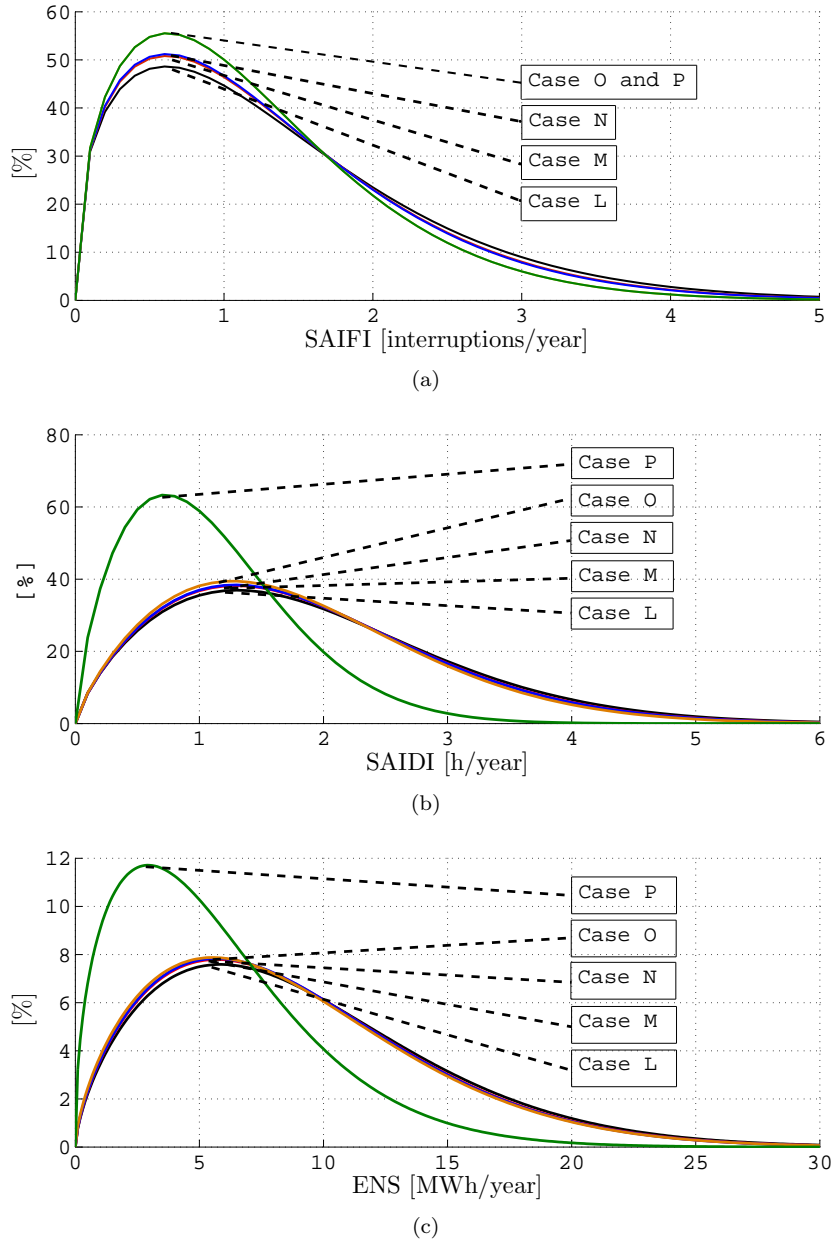 60
50
40
30
20
10
0
[%]
Case O and P
Case N
Case M
Case L
0 1 2 3 4 5
SAIFI [interruptions/year]
(a)
80
60
40
20
0
[%]
Case P
Case O
Case N
Case M
Case L
0 1 2 3 4 5 6
SAIDI [h/year]
(b)
12
10
8
6
4
2
0
[%]
Case P
Case O
Case N
Case M
Case L
0 5 10 15 20 25 30
ENS [MWh/year]
(c)